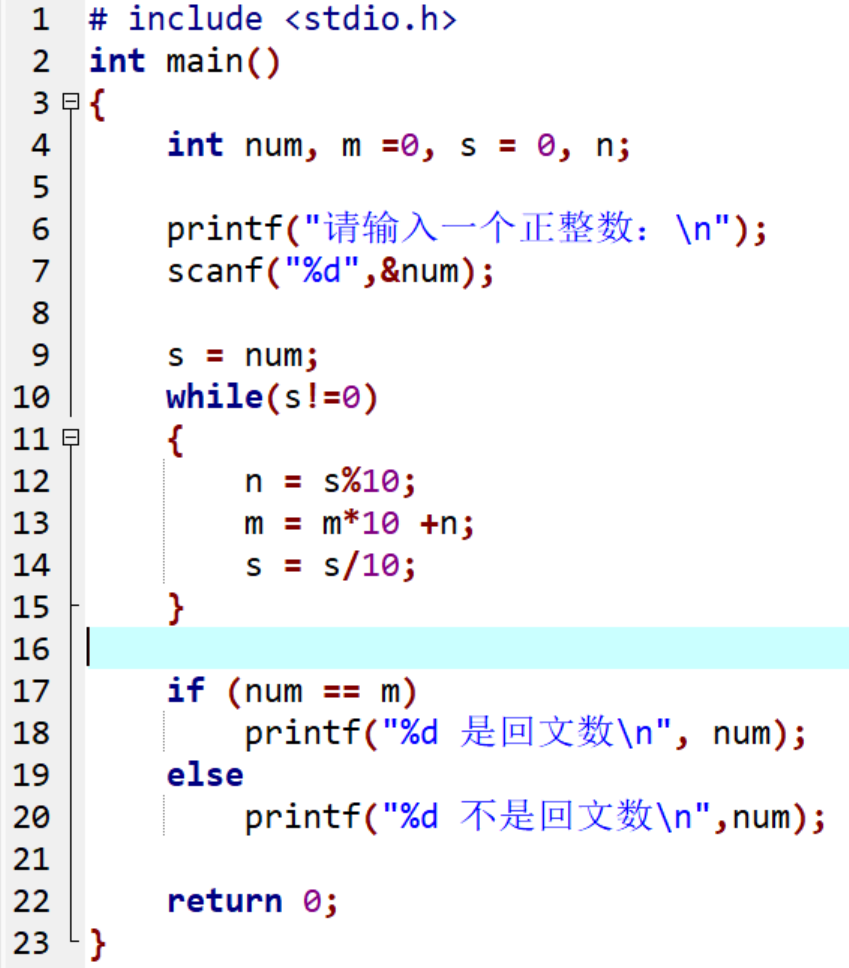 1 # include <stdio.h>
2 int main()
3 {
4 int num, m =0, s = 0, n;
5
6 printf("请输入一个正整数：\n");
7 scanf("%d",&num);
8
9 s = num;
10 while(s!=0)
11 {
12 n = s%10;
13 m = m*10 +n;
14 s = s/10;
15 }
16
17 if (num == m)
18 printf("%d 是回文数\n", num);
19 else
20 printf("%d 不是回文数\n",num);
21
22 return 0;
23 }